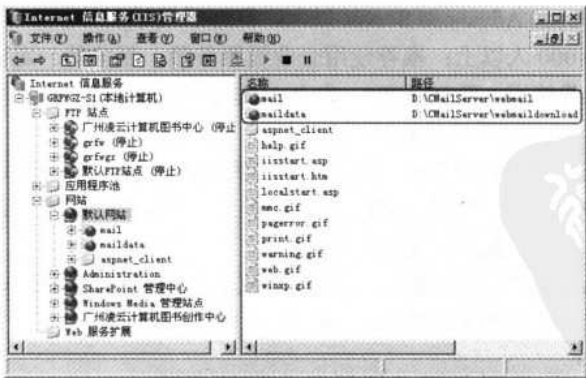 Internet 信息服务(IIS)管理器
文件(F) 操作(A) 查看(V) 窗口(W) 帮助(H)
Internet 信息服务
GRFWGZ-S1(本地计算机)
FTP 站点
广州凌云计算机图书中心 (停止
grfw (停止)
grfwgz (停止)
默认FTP站点 (停止)
应用程序池
网站
默认网站
mail
maildata
aspnet_client
Administration
SharePoint 管理中心
Windows Media 管理站点
广州凌云计算机图书创作中心
Web 服务扩展
名称 路径
mail D:\CMailServer\webmail
maildata D:\CMailServer\webmaildownload
aspnet_client
help.gif
iisstart.asp
iisstart.htm
localstart.asp
mmc.gif
pagerror.gif
print.gif
warning.gif
web.gif
winxp.gif